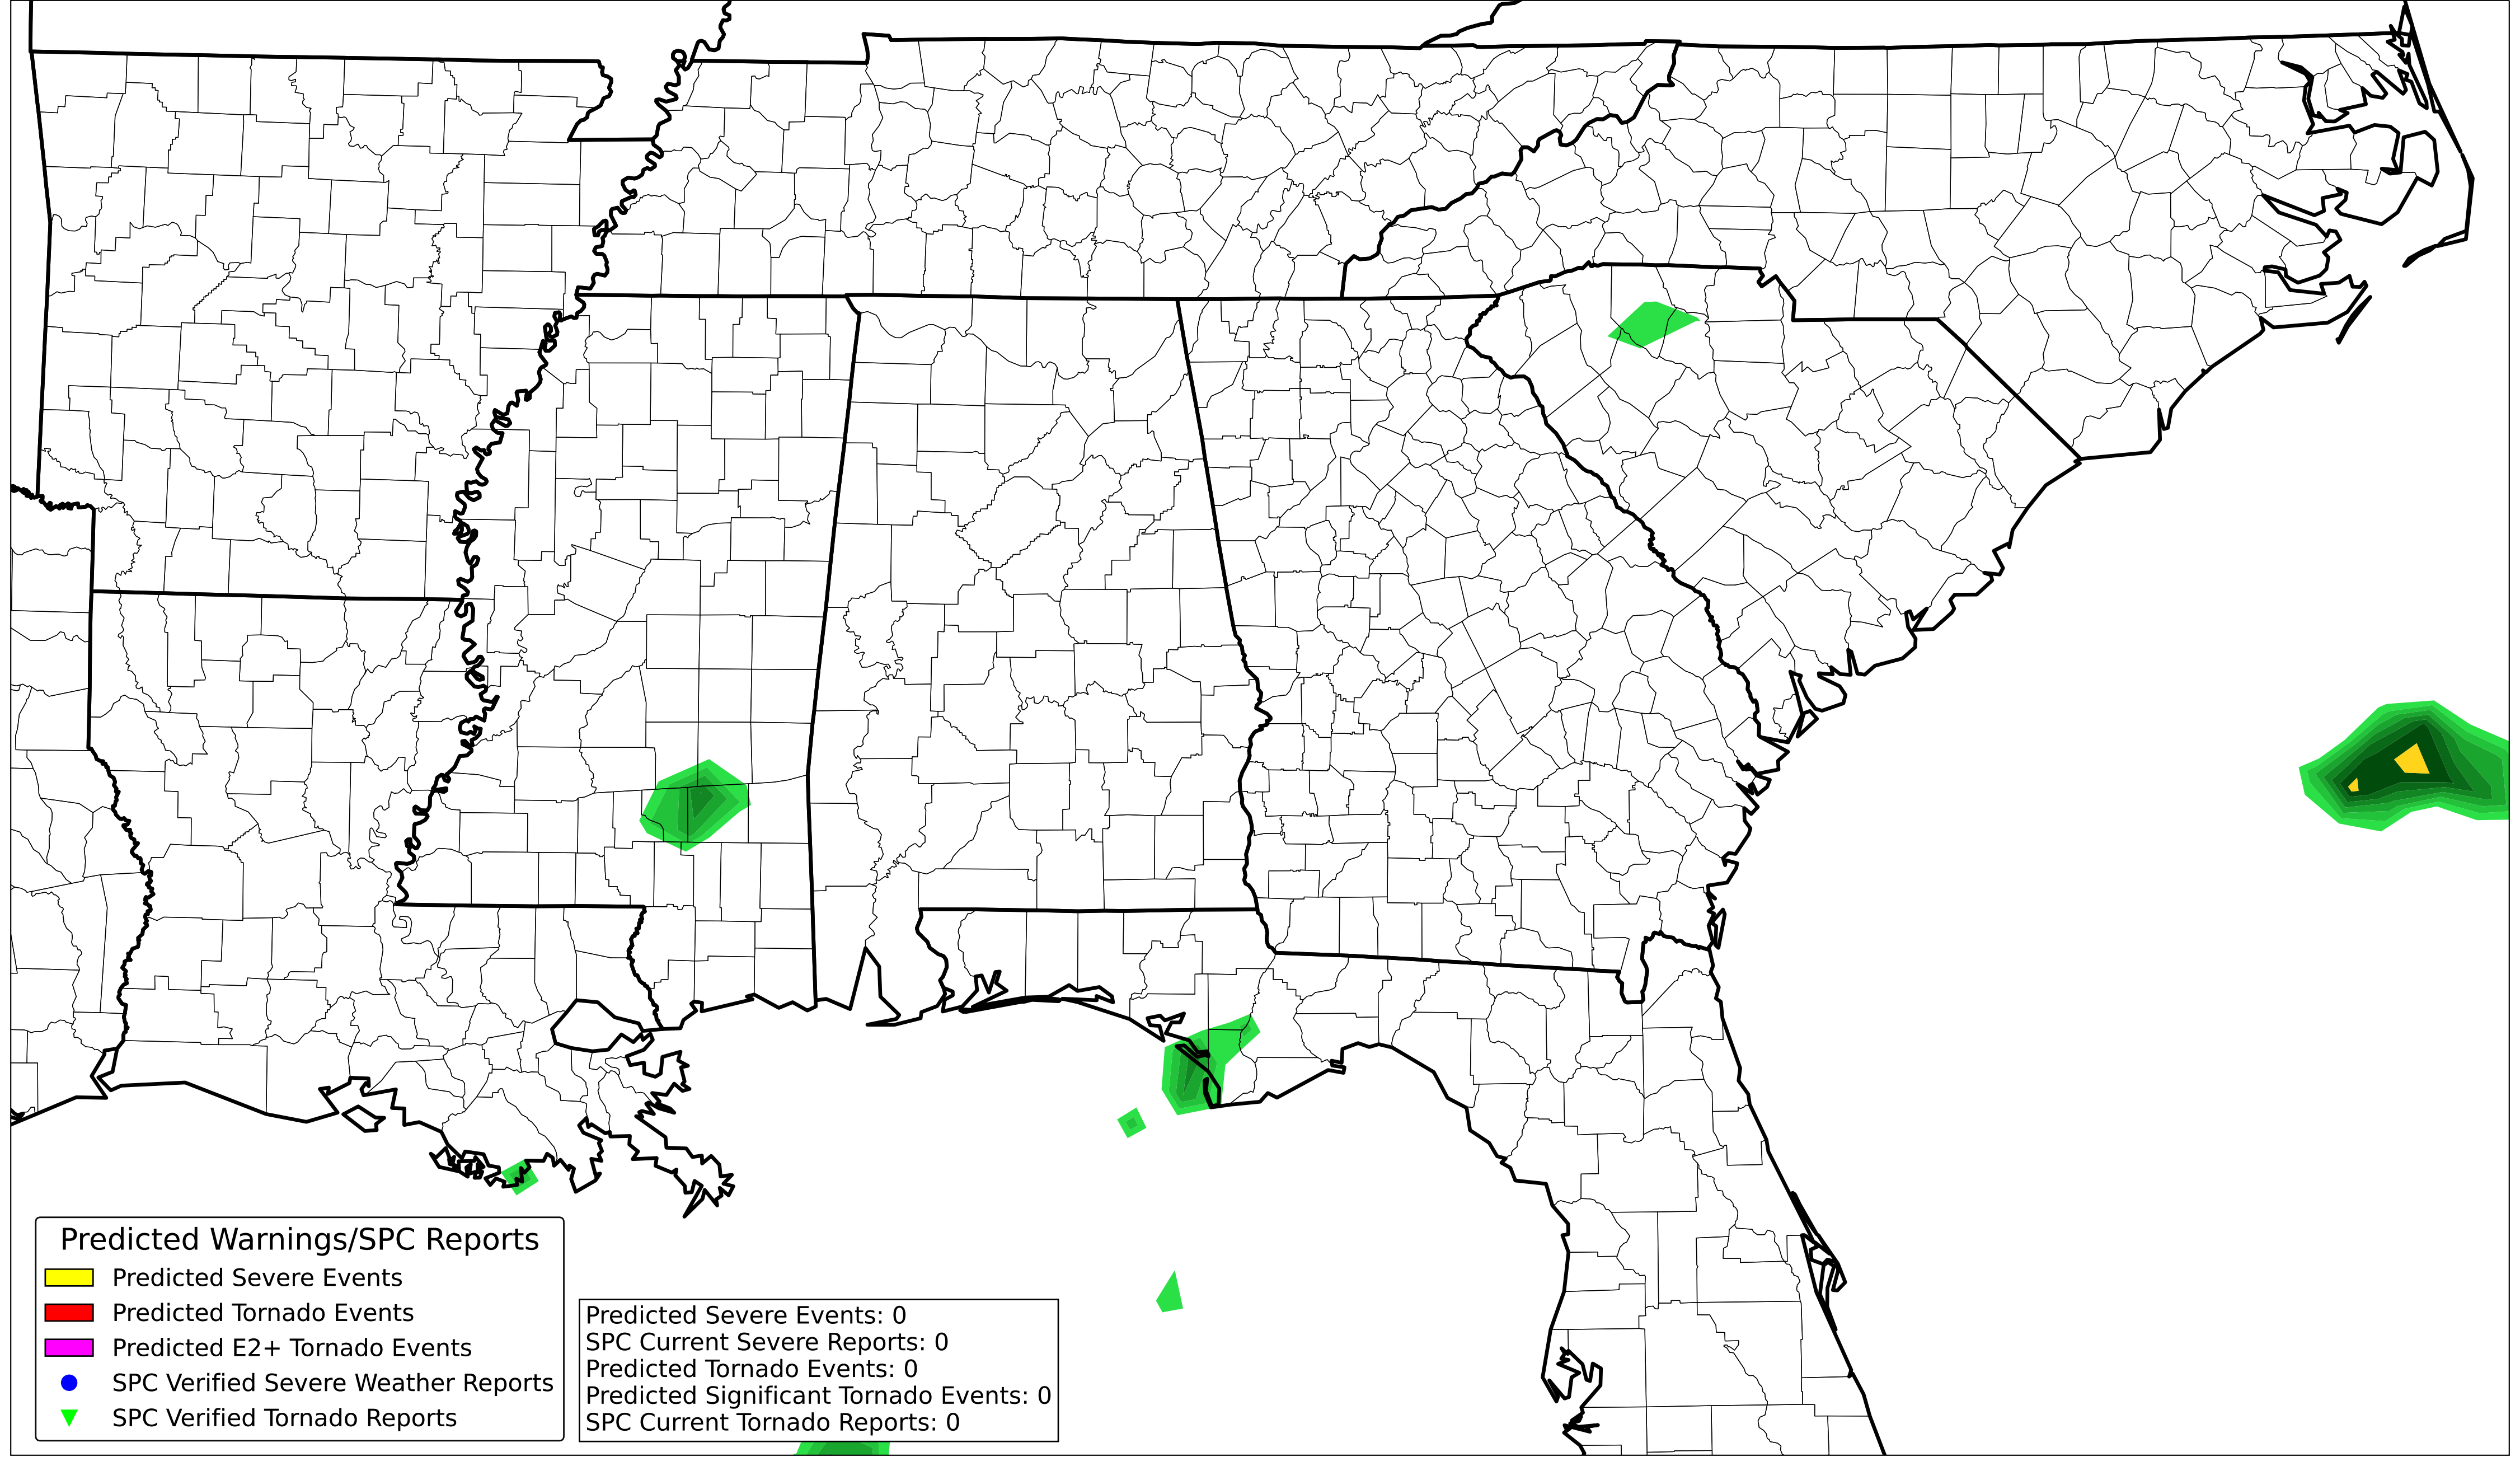 Predicted Warnings/SPC Reports
Predicted Severe Events
Predicted Tornado Events
Predicted E2+ Tornado Events
SPC Verified Severe Weather Reports
SPC Verified Tornado Reports
Predicted Severe Events: 0
SPC Current Severe Reports: 0
Predicted Tornado Events: 0
Predicted Significant Tornado Events: 0
SPC Current Tornado Reports: 0